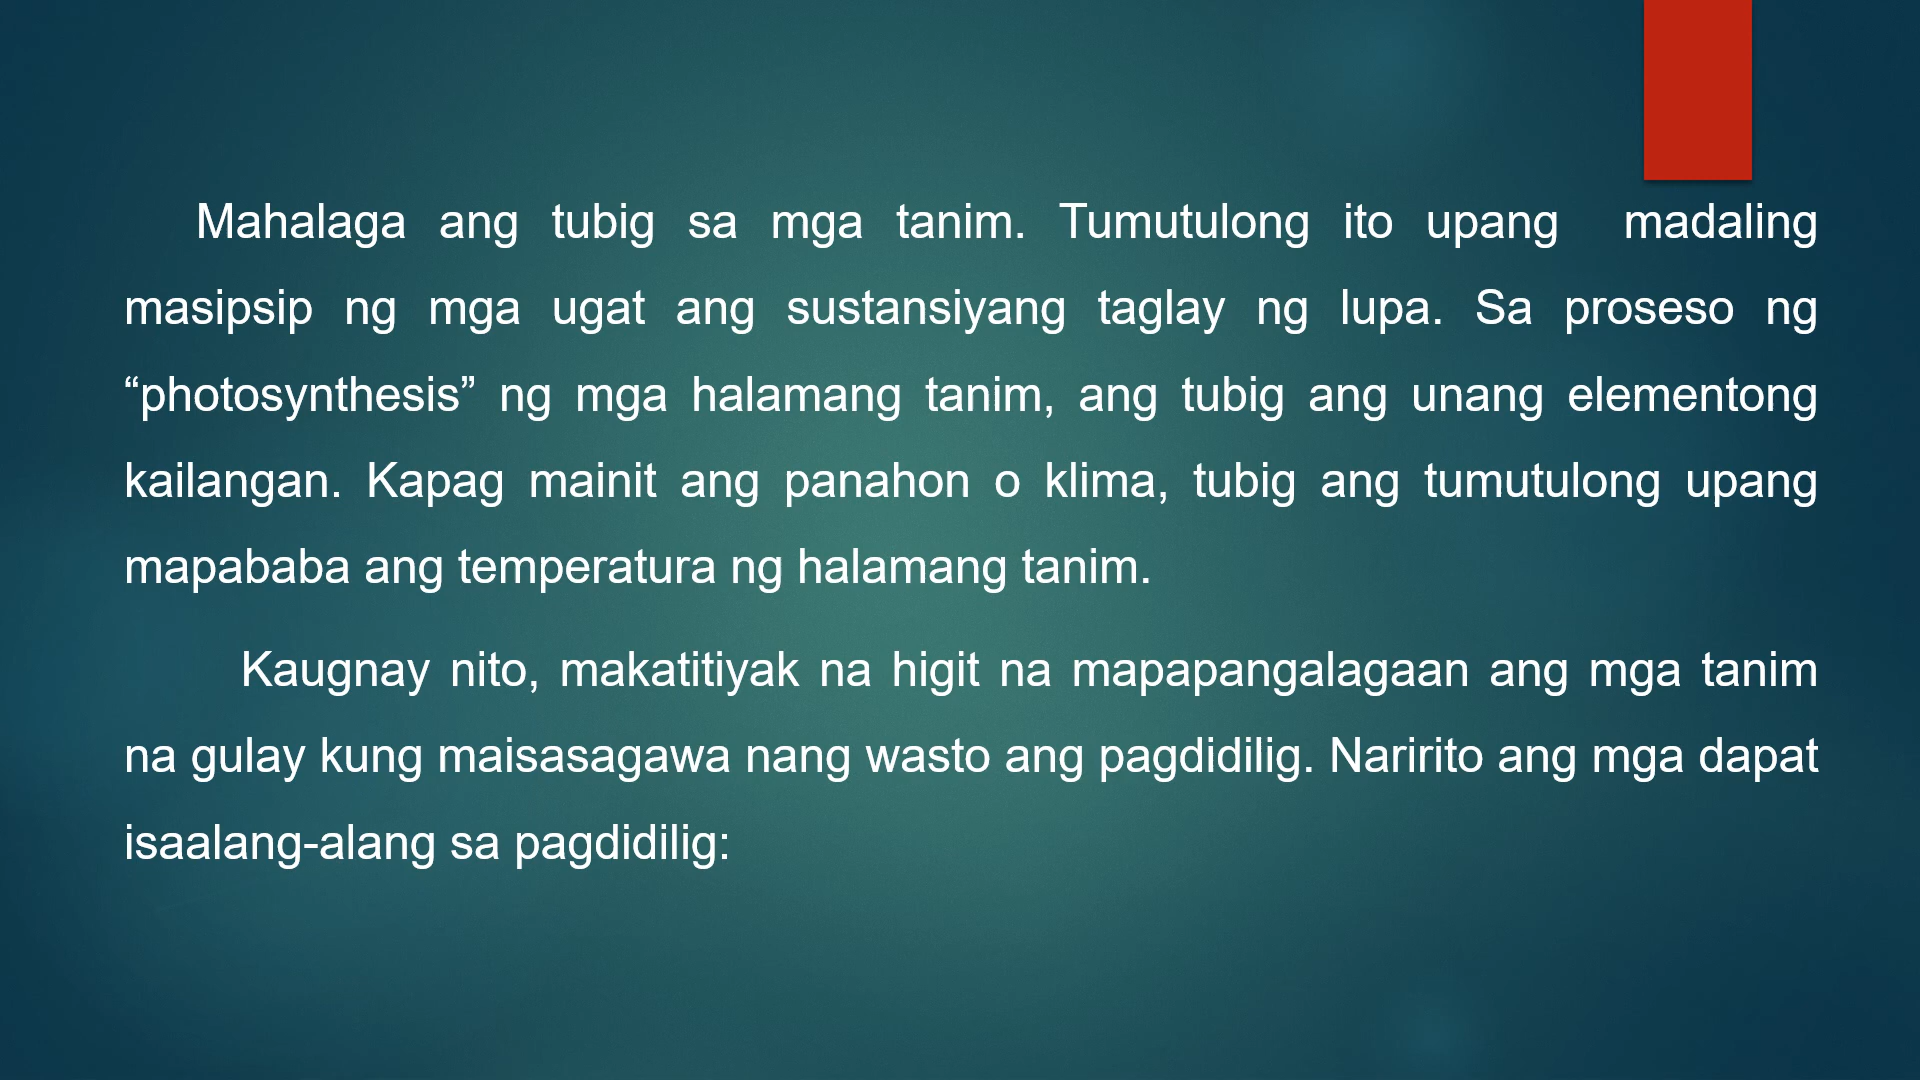 Mahalaga ang tubig sa mga tanim. Tumutulong ito upang madaling
masipsip ng mga ugat ang sustansiyang taglay ng lupa. Sa proseso ng
“photosynthesis” ng mga halamang tanim, ang tubig ang unang elementong
kailangan. Kapag mainit ang panahon o klima, tubig ang tumutulong upang
mapababa ang temperatura ng halamang tanim.
Kaugnay nito, makatitiyak na higit na mapapangalagaan ang mga tanim
na gulay kung maisasagawa nang wasto ang pagdidilig. Naririto ang mga dapat
isaalang-alang sa pagdidilig: